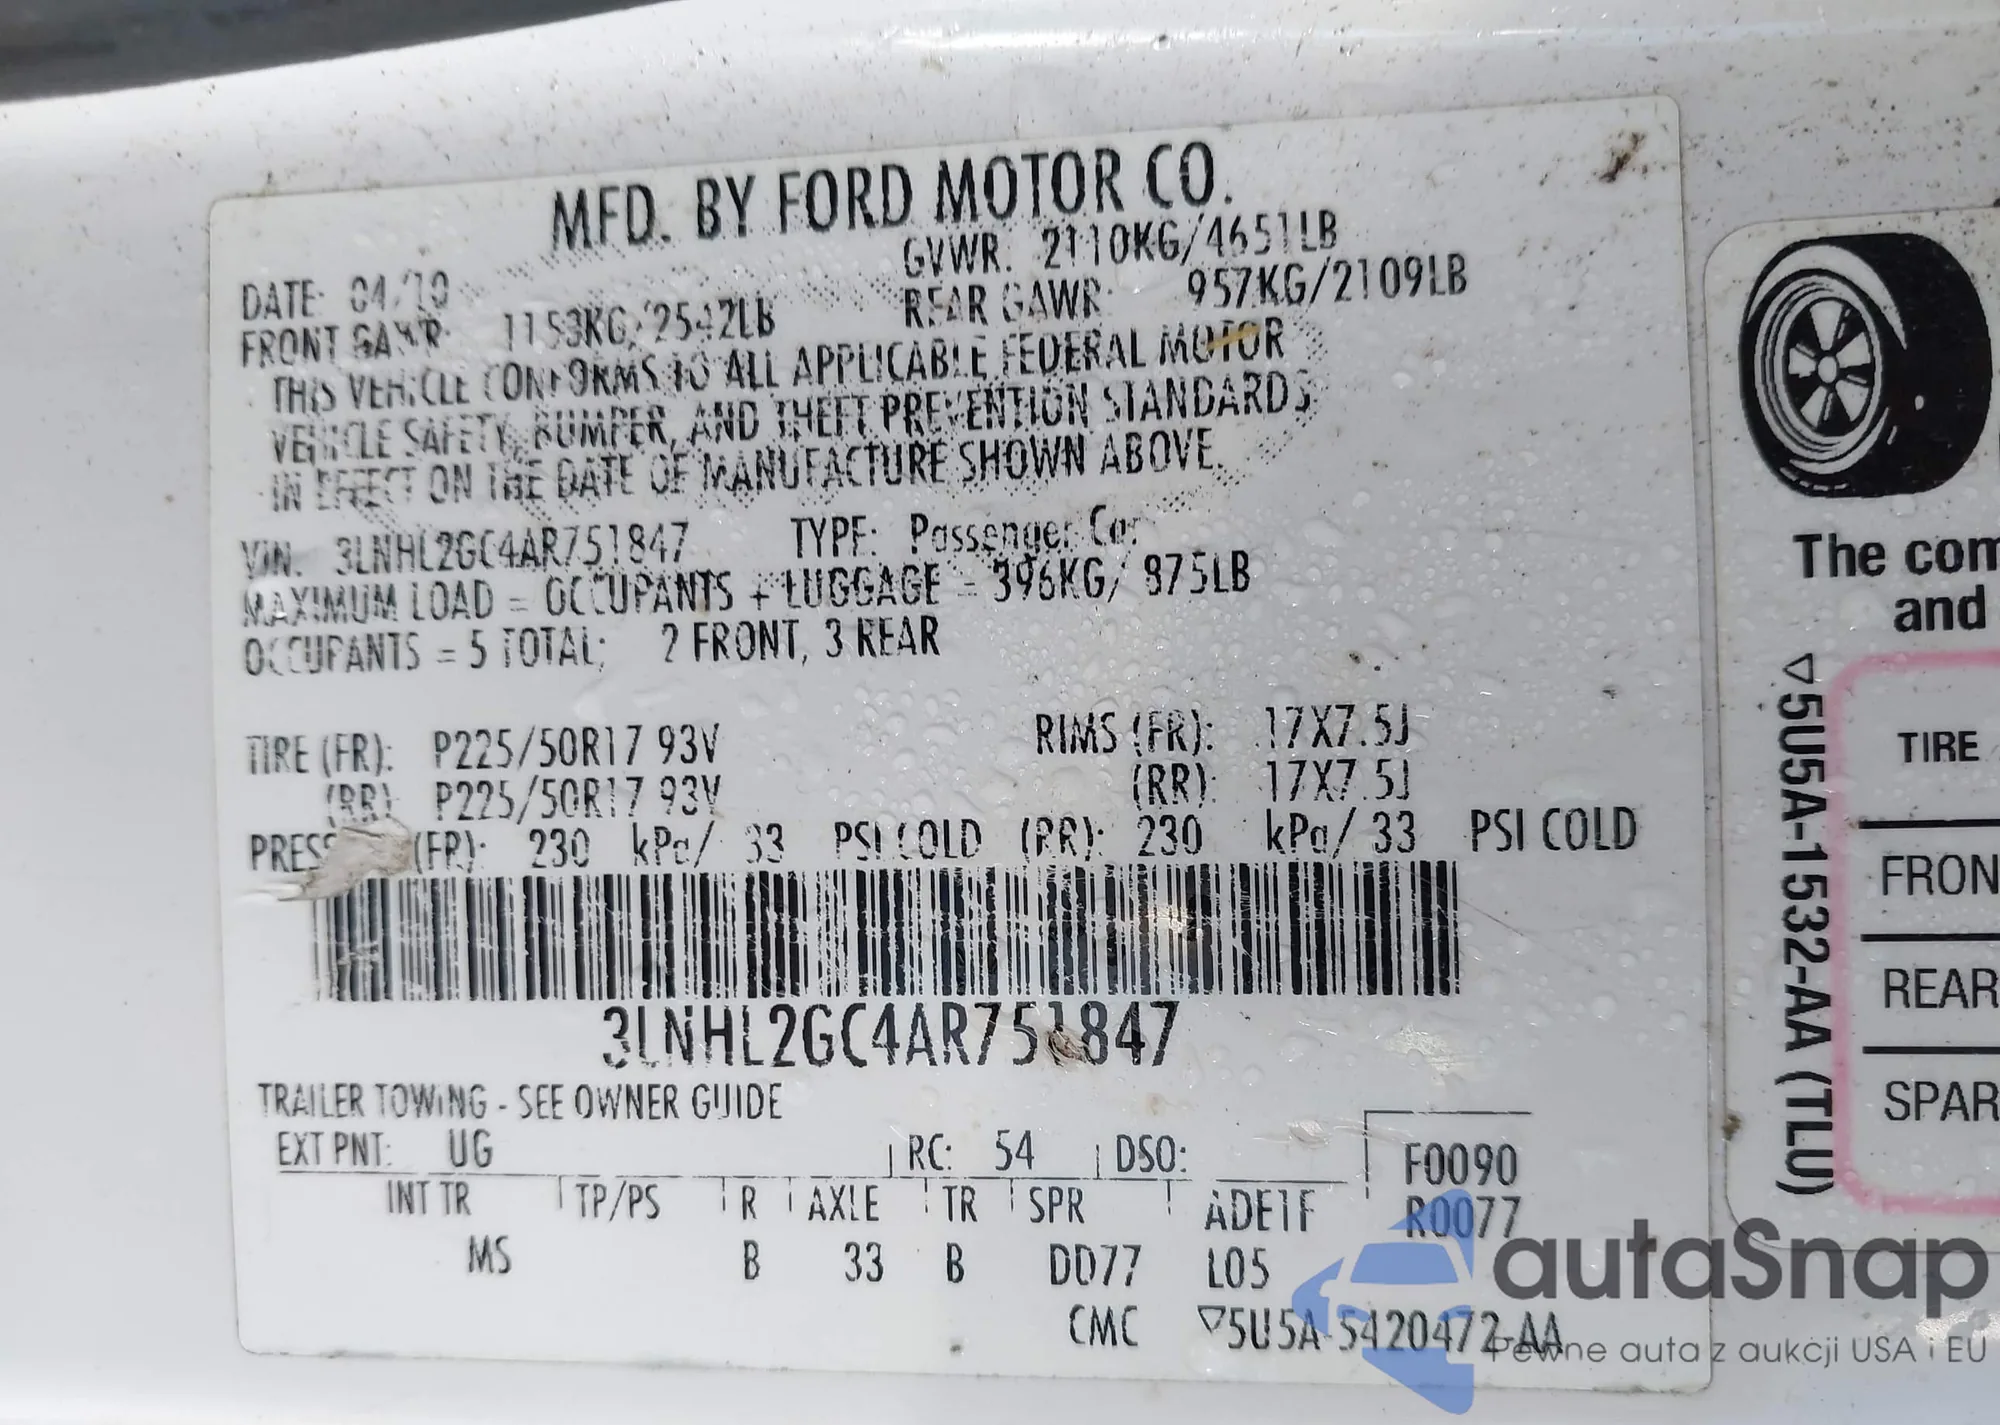 MFD. BY FORD MOTOR CO.
DATE: 04/10 GVWR: 2110KG/4651LB
FRONT GAWR: 1153KG/2542LB REAR GAWR: 957KG/2109LB
THIS VEHICLE CONFORMS TO ALL APPLICABLE FEDERAL MOTOR
VEHICLE SAFETY, BUMPER, AND THEFT PREVENTION STANDARDS
IN EFFECT ON THE DATE OF MANUFACTURE SHOWN ABOVE.
VIN: 3LNHL2GC4AR751847 TYPE: Passenger Car
MAXIMUM LOAD = OCCUPANTS + LUGGAGE = 396KG/ 875LB
OCCUPANTS = 5 TOTAL; 2 FRONT, 3 REAR
TIRE (FR): P225/50R17 93V RIMS (FR): 17X7.5J
(RR): P225/50R17 93V (RR): 17X7.5J
PRESS (FR): 230 kPa/ 33 PSI COLD (RR): 230 kPa/ 33 PSI COLD
3LNHL2GC4AR751847
TRAILER TOWING - SEE OWNER GUIDE
EXT PNT: UG RC: 54 DSO: F0090
INT TR TP/PS R AXLE TR SPR ADE1F R0077
MS B 33 B DD77 L05
CMC ▽5U5A-5420472-AA
The com
and
▽5U5A-1532-AA (TLU)
TIRE
FRON
REAR
SPAR
autaSnap
Pewne auta z aukcji USA i EU